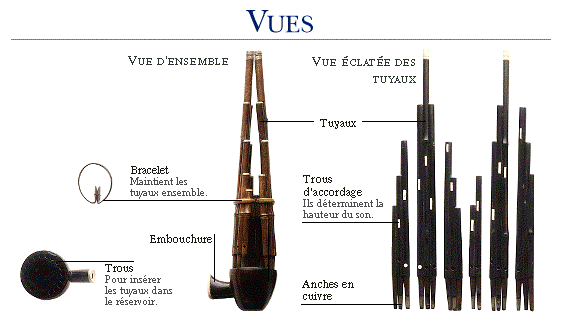 VUES
VUE D'ENSEMBLE
VUE ÉCLATÉE DES
TUYAUX
Tuyaux
Bracelet
Maintient les
tuyaux ensemble.
Trous
d'accordage
Ils déterminent la
hauteur du son.
Embouchure
Trous
Pour insérer
les tuyaux dans
le réservoir.
Anches en
cuivre